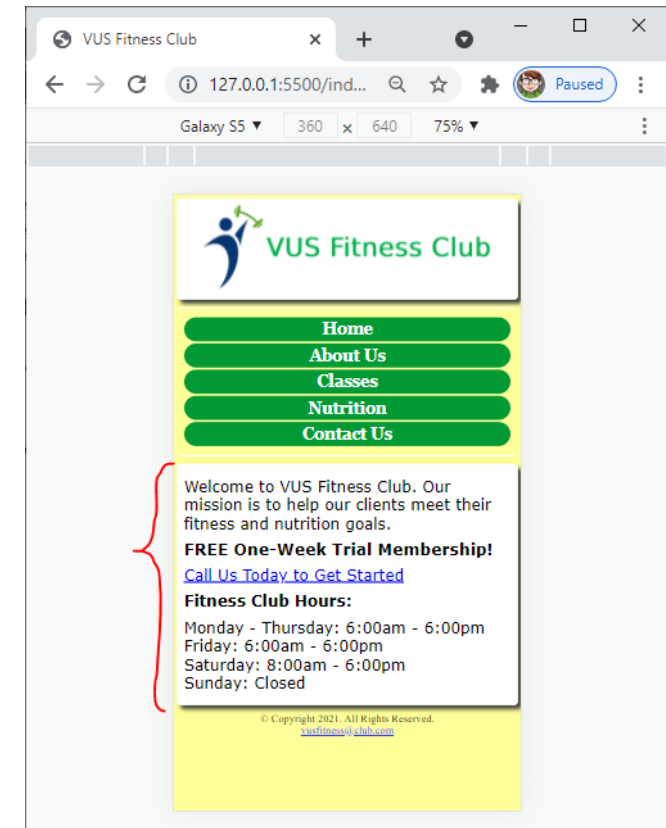 VUS Fitness Club
127.0.0.1:5500/ind...
Paused
Galaxy S5 ▼ 360 x 640 75% ▼
VUS Fitness Club
Home
About Us
Classes
Nutrition
Contact Us
Welcome to VUS Fitness Club. Our
mission is to help our clients meet their
fitness and nutrition goals.
FREE One-Week Trial Membership!
Call Us Today to Get Started
Fitness Club Hours:
Monday - Thursday: 6:00am - 6:00pm
Friday: 6:00am - 6:00pm
Saturday: 8:00am - 6:00pm
Sunday: Closed
© Copyright 2021. All Rights Reserved.
vusfitness@club.com